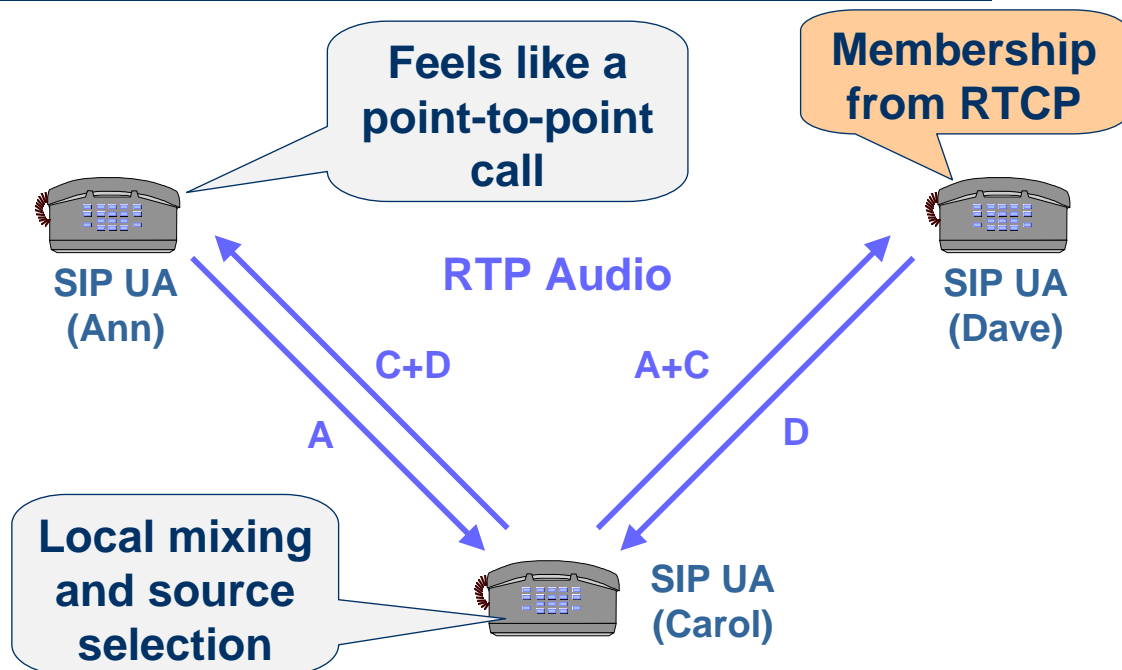 Feels like a
point-to-point
call
Membership
from RTCP
SIP UA
(Ann)
RTP Audio
SIP UA
(Dave)
C+D
A+C
A
D
Local mixing
and source
selection
SIP UA
(Carol)